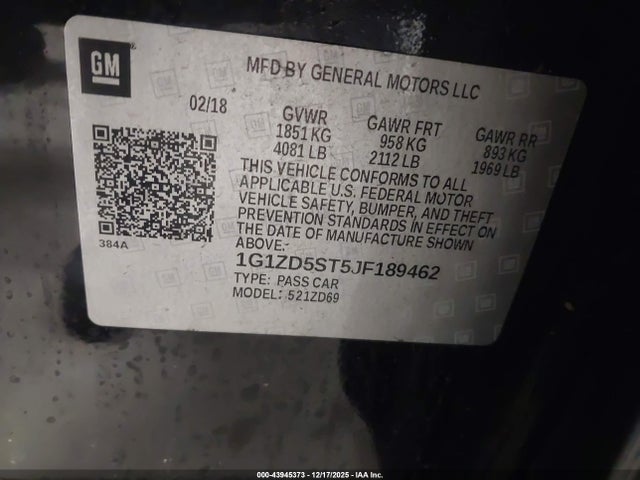 GM
MFD BY GENERAL MOTORS LLC
02/18
GVWR
1851 KG
4081 LB
GAWR FRT
958 KG
2112 LB
GAWR RR
893 KG
1969 LB
THIS VEHICLE CONFORMS TO ALL
APPLICABLE U.S. FEDERAL MOTOR
VEHICLE SAFETY, BUMPER, AND THEFT
PREVENTION STANDARDS IN EFFECT ON
THE DATE OF MANUFACTURE SHOWN
ABOVE.-
384A
1G1ZD5ST5JF189462
TYPE: PASS CAR
MODEL: 521ZD69
000-43945373 - 12/17/2025 - IAA Inc.